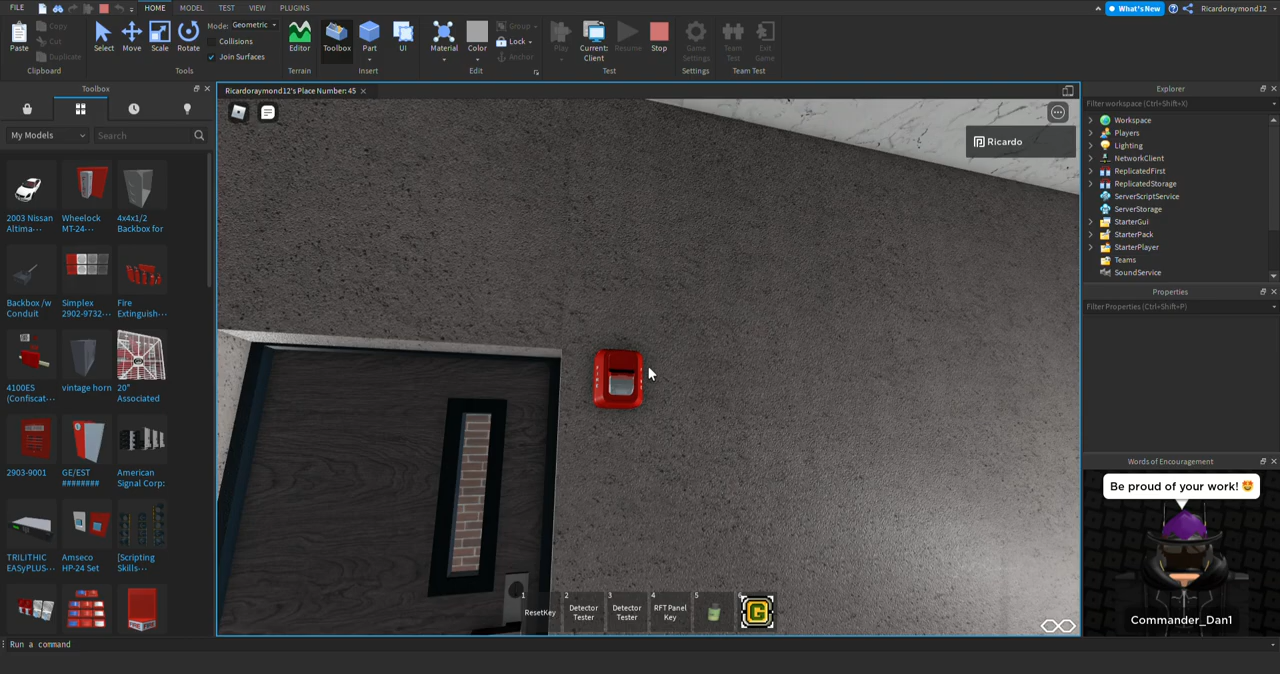 FILE HOME MODEL TEST VIEW PLUGINS What's New Ricardoraymond12
Paste Copy Cut Duplicate Select Move Scale Rotate Mode: Geometric Collisions Join Surfaces Editor Toolbox Part UI Material Color Group Lock Anchor Play Current: Client Resume Stop Game Settings Team Test Exit Game
Clipboard Tools Terrain Insert Edit Test Settings Team Test
Toolbox
My Models Search
2003 Nissan Altima...
Wheelock MT-24-...
4x4x1/2 Backbox for
Backbox /w Conduit
Simplex 2902-9732-...
Fire Extinguish...
4100ES (Confiscat...
vintage horn
20" Associated
2903-9001
GE/EST ########
American Signal Corp:
TRILITHIC EASyPLUS...
Amseco HP-24 Set
[Scripting Skills...
Ricardoraymond12's Place Number: 45
Ricardo
FIRE
1 ResetKey
2 Detector Tester
3 Detector Tester
4 RFT Panel Key
5
G
Explorer
Filter workspace (Ctrl+Shift+X)
Workspace
Players
Lighting
NetworkClient
ReplicatedFirst
ReplicatedStorage
ServerScriptService
ServerStorage
StarterGui
StarterPack
StarterPlayer
Teams
SoundService
Properties
Filter Properties (Ctrl+Shift+P)
Words of Encouragement
Be proud of your work! 🤩
Commander_Dan1
Run a command